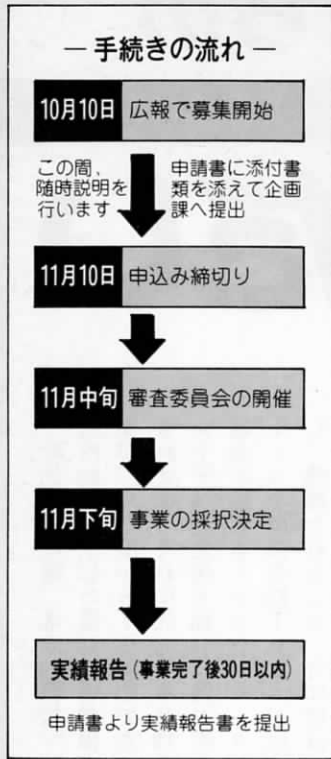 ― 手続きの流れ ―
10月10日 広報で募集開始
この間、
随時説明を
行います
申請書に添付書
類を添えて企画
課へ提出
11月10日 申込み締切り
11月中旬 審査委員会の開催
11月下旬 事業の採択決定
実績報告（事業完了後30日以内）
申請書より実績報告書を提出